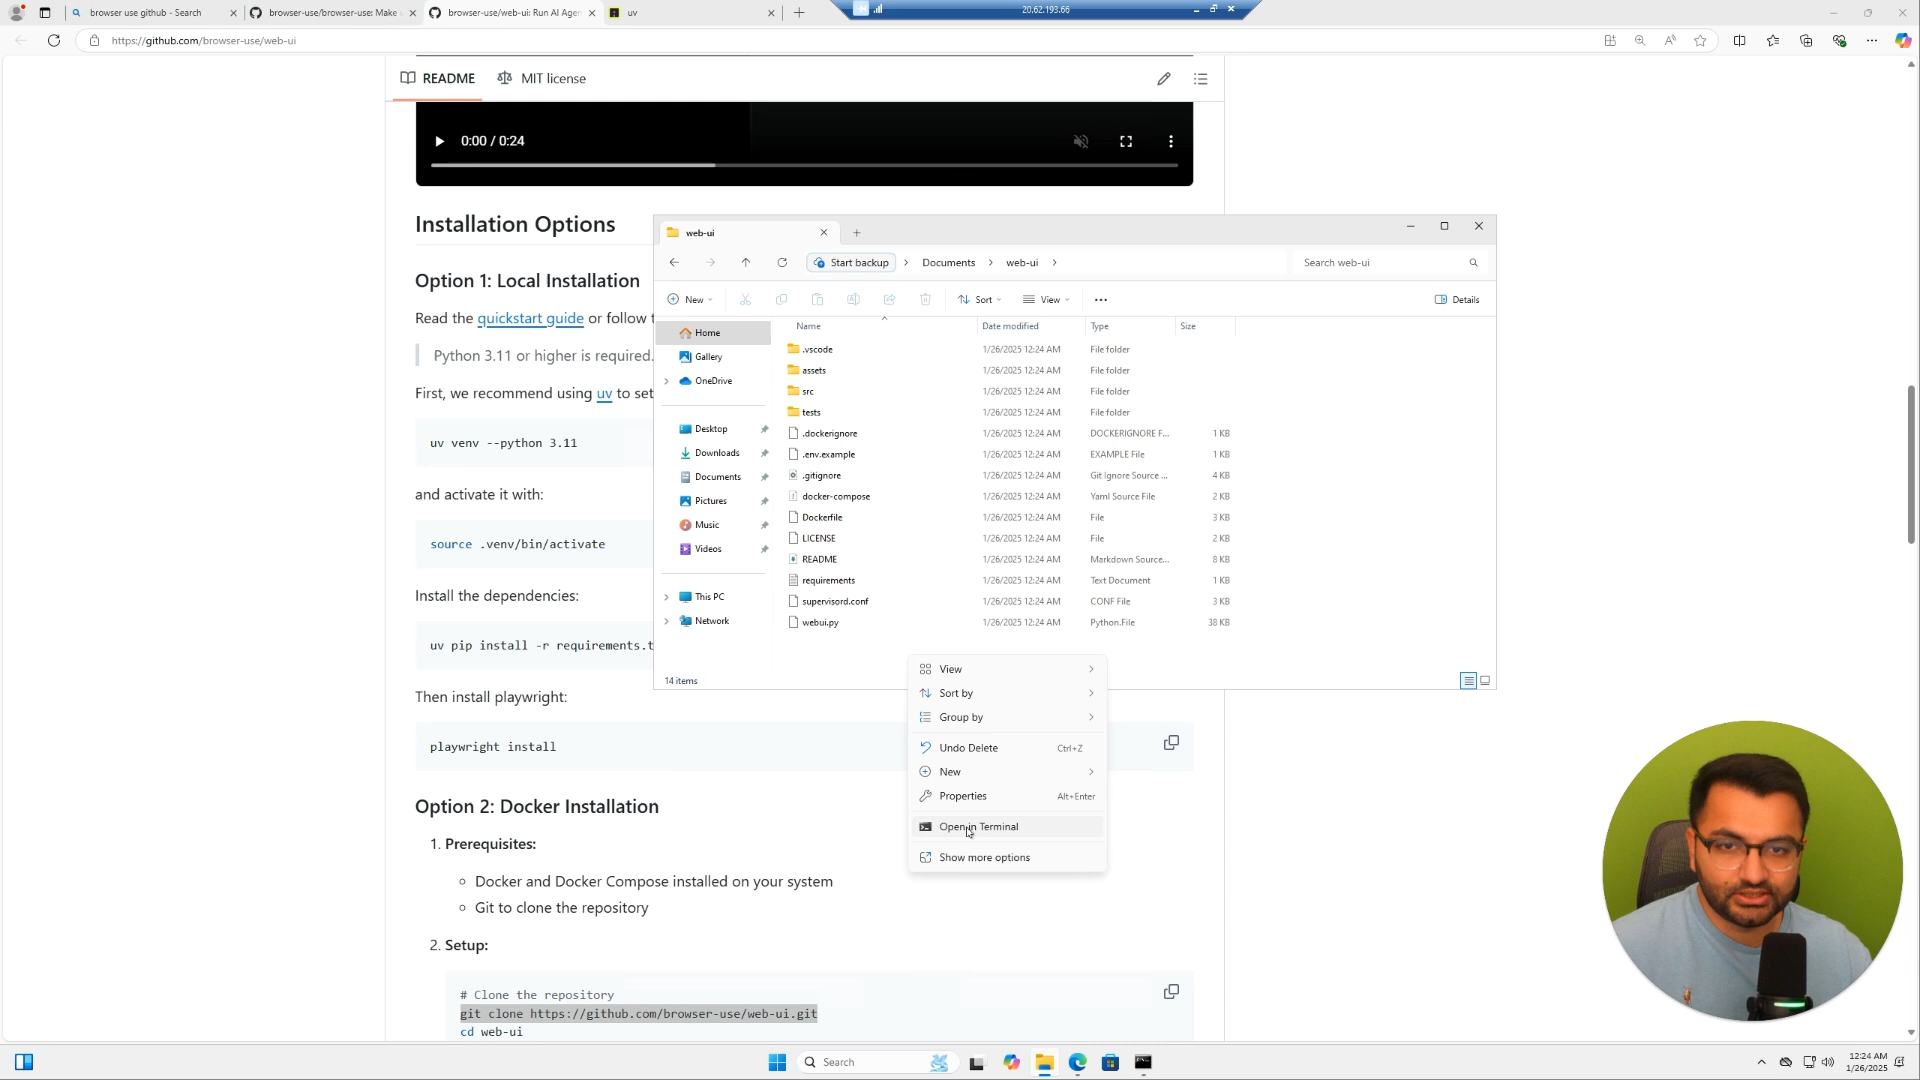 browser use github - Search
browser-use/browser-use: Make
browser-use/web-ui: Run AI Agen
uv
20.62.193.66
https://github.com/browser-use/web-ui
README
MIT license
0:00 / 0:24
Installation Options
Option 1: Local Installation
Read the quickstart guide or follow t
Python 3.11 or higher is required.
First, we recommend using uv to set
uv venv --python 3.11
and activate it with:
source .venv/bin/activate
Install the dependencies:
uv pip install -r requirements.t
Then install playwright:
playwright install
Option 2: Docker Installation
1. Prerequisites:
Docker and Docker Compose installed on your system
Git to clone the repository
2. Setup:
# Clone the repository
git clone https://github.com/browser-use/web-ui.git
cd web-ui
web-ui
Start backup
Documents
web-ui
Search web-ui
New
Sort
View
Details
Home
Gallery
OneDrive
Desktop
Downloads
Documents
Pictures
Music
Videos
This PC
Network
Name Date modified Type Size
.vscode 1/26/2025 12:24 AM File folder
assets 1/26/2025 12:24 AM File folder
src 1/26/2025 12:24 AM File folder
tests 1/26/2025 12:24 AM File folder
.dockerignore 1/26/2025 12:24 AM DOCKERIGNORE F... 1 KB
.env.example 1/26/2025 12:24 AM EXAMPLE File 1 KB
.gitignore 1/26/2025 12:24 AM Git Ignore Source ... 4 KB
docker-compose 1/26/2025 12:24 AM Yaml Source File 2 KB
Dockerfile 1/26/2025 12:24 AM File 3 KB
LICENSE 1/26/2025 12:24 AM File 2 KB
README 1/26/2025 12:24 AM Markdown Source... 8 KB
requirements 1/26/2025 12:24 AM Text Document 1 KB
supervisord.conf 1/26/2025 12:24 AM CONF File 3 KB
webui.py 1/26/2025 12:24 AM Python.File 38 KB
14 items
View
Sort by
Group by
Undo Delete Ctrl+Z
New
Properties Alt+Enter
Open in Terminal
Show more options
Search
12:24 AM
1/26/2025